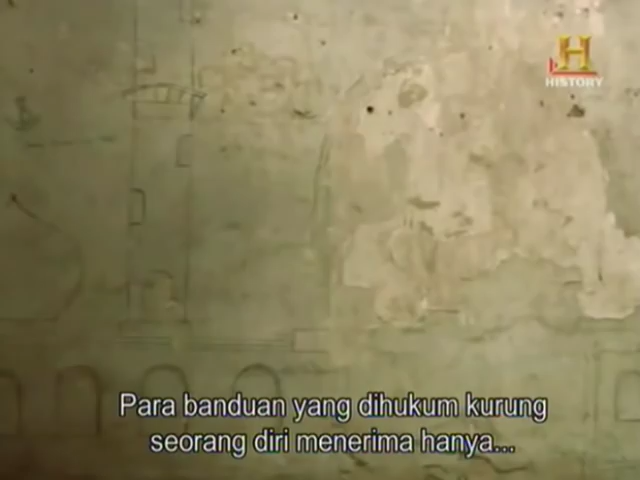 H
HISTORY
Para banduan yang dihukum kurung
seorang diri menerima hanya...